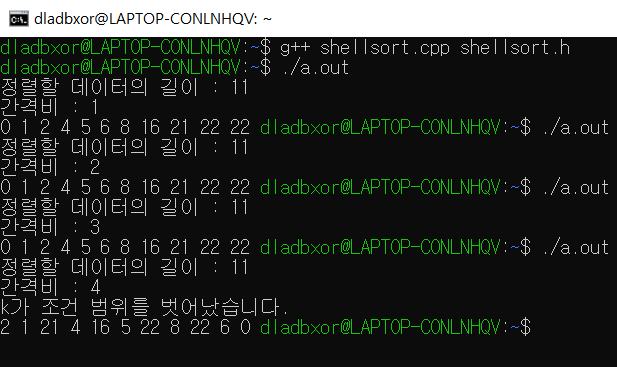 dladbxor@LAPTOP-CONLNHQV: ~
dladbxor@LAPTOP-CONLNHQV:~$ g++ shellsort.cpp shellsort.h
dladbxor@LAPTOP-CONLNHQV:~$ ./a.out
정렬할 데이터의 길이 : 11
간격비 : 1
0 1 2 4 5 6 8 16 21 22 22 dladbxor@LAPTOP-CONLNHQV:~$ ./a.out
정렬할 데이터의 길이 : 11
간격비 : 2
0 1 2 4 5 6 8 16 21 22 22 dladbxor@LAPTOP-CONLNHQV:~$ ./a.out
정렬할 데이터의 길이 : 11
간격비 : 3
0 1 2 4 5 6 8 16 21 22 22 dladbxor@LAPTOP-CONLNHQV:~$ ./a.out
정렬할 데이터의 길이 : 11
간격비 : 4
k가 조건 범위를 벗어났습니다.
2 1 21 4 16 5 22 8 22 6 0 dladbxor@LAPTOP-CONLNHQV:~$